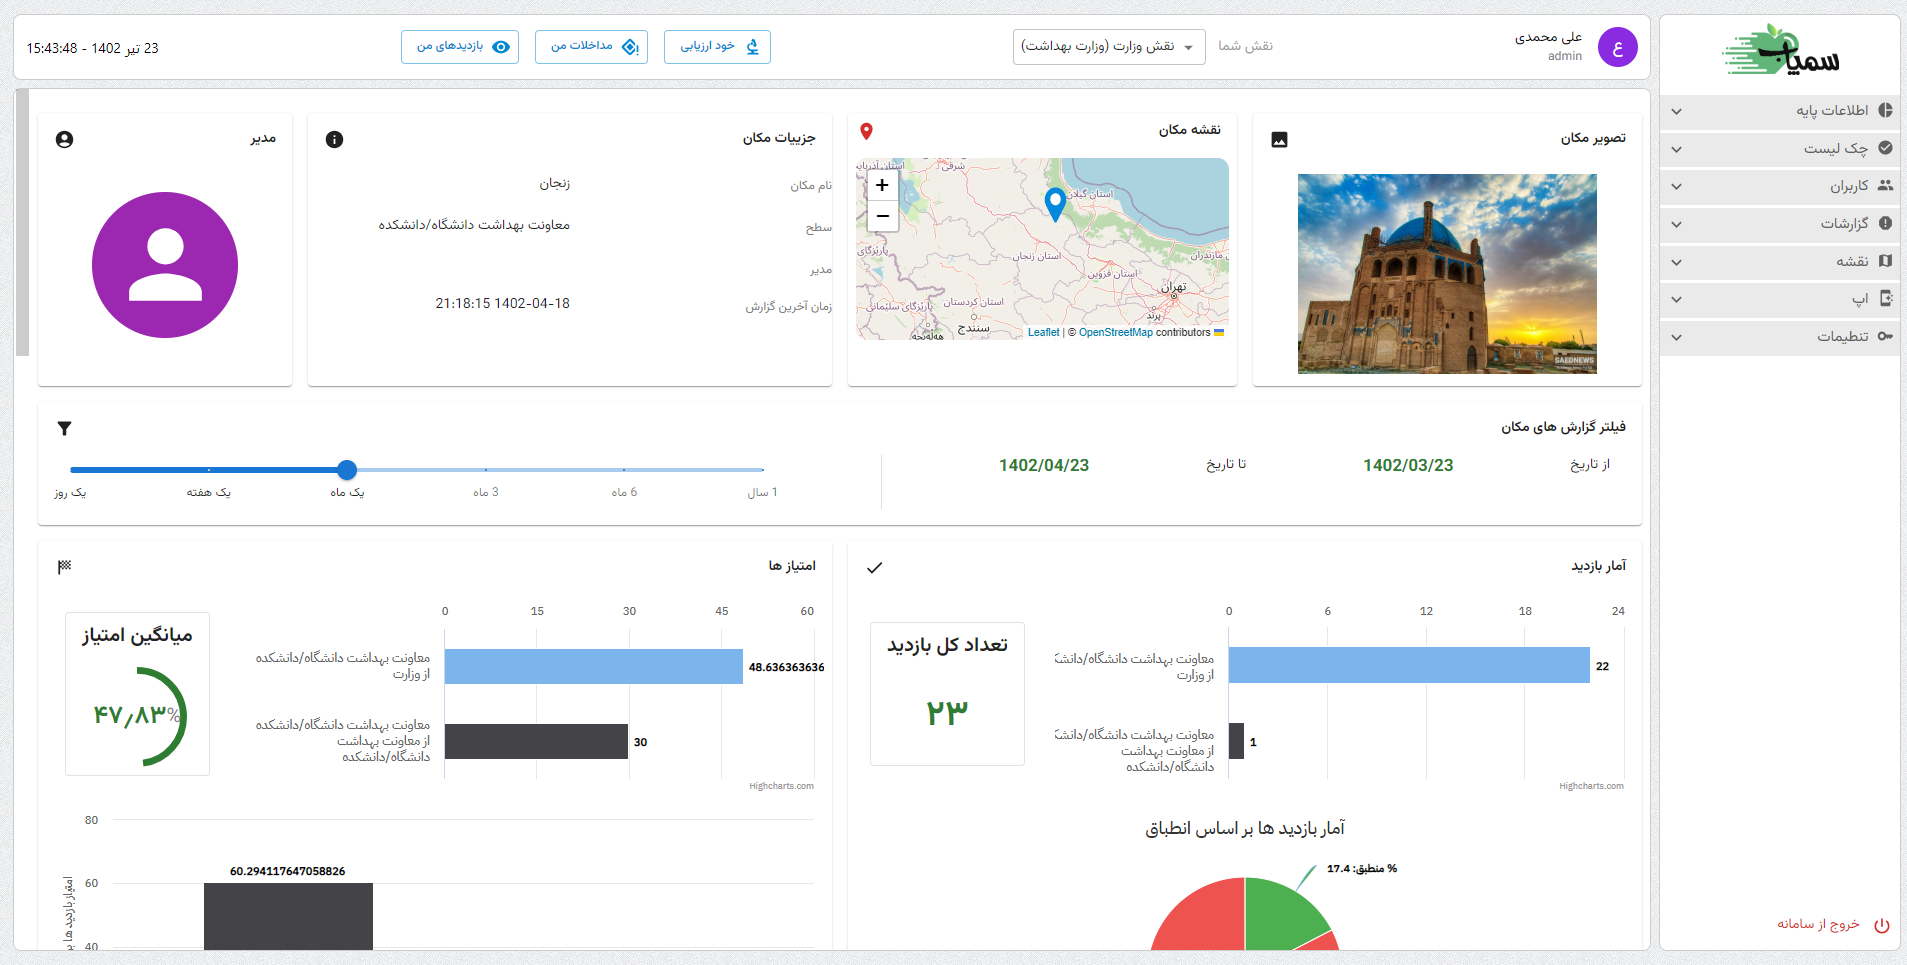 سمیاب
اطلاعات پایه
چک لیست
کاربران
گزارشات
نقشه
اپ
تنظیمات
خروج از سامانه
ع
علی محمدی
admin
نقش شما
نقش وزارت (وزارت بهداشت)
خود ارزیابی
مداخلات من
بازدیدهای من
23 تیر 1402 - 15:43:48
تصویر مکان
SAEDNEWS
نقشه مکان
+
−
شرقی
استان گیلان
استان زنجان
استان قزوین
تهران
پرند
استان کردستان
سنندج
پارێزگای سلێمانی
Leaflet | © OpenStreetMap contributors
جزییات مکان
نام مکان
زنجان
سطح
معاونت بهداشت دانشگاه/دانشکده
مدیر
زمان آخرین گزارش
21:18:15 1402-04-18
مدیر
فیلتر گزارش های مکان
از تاریخ
1402/03/23
تا تاریخ
1402/04/23
1 سال
6 ماه
3 ماه
یک ماه
یک هفته
یک روز
آمار بازدید
0 6 12 18 24
تعداد کل بازدید
۲۳
معاونت بهداشت دانشگاه/دانشک
از وزارت
22
معاونت بهداشت دانشگاه/دانشک
از معاونت بهداشت
دانشگاه/دانشکده
1
Highcharts.com
آمار بازدید ها بر اساس انطباق
منطبق: 17.4 %
امتیاز ها
0 15 30 45 60
میانگین امتیاز
۴۷٫۸۳%
معاونت بهداشت دانشگاه/دانشکده
از وزارت
48.636363636
معاونت بهداشت دانشگاه/دانشکده
از معاونت بهداشت
دانشگاه/دانشکده
30
Highcharts.com
80
60
40
60.294117647058826
امتیاز بازدید ها بر